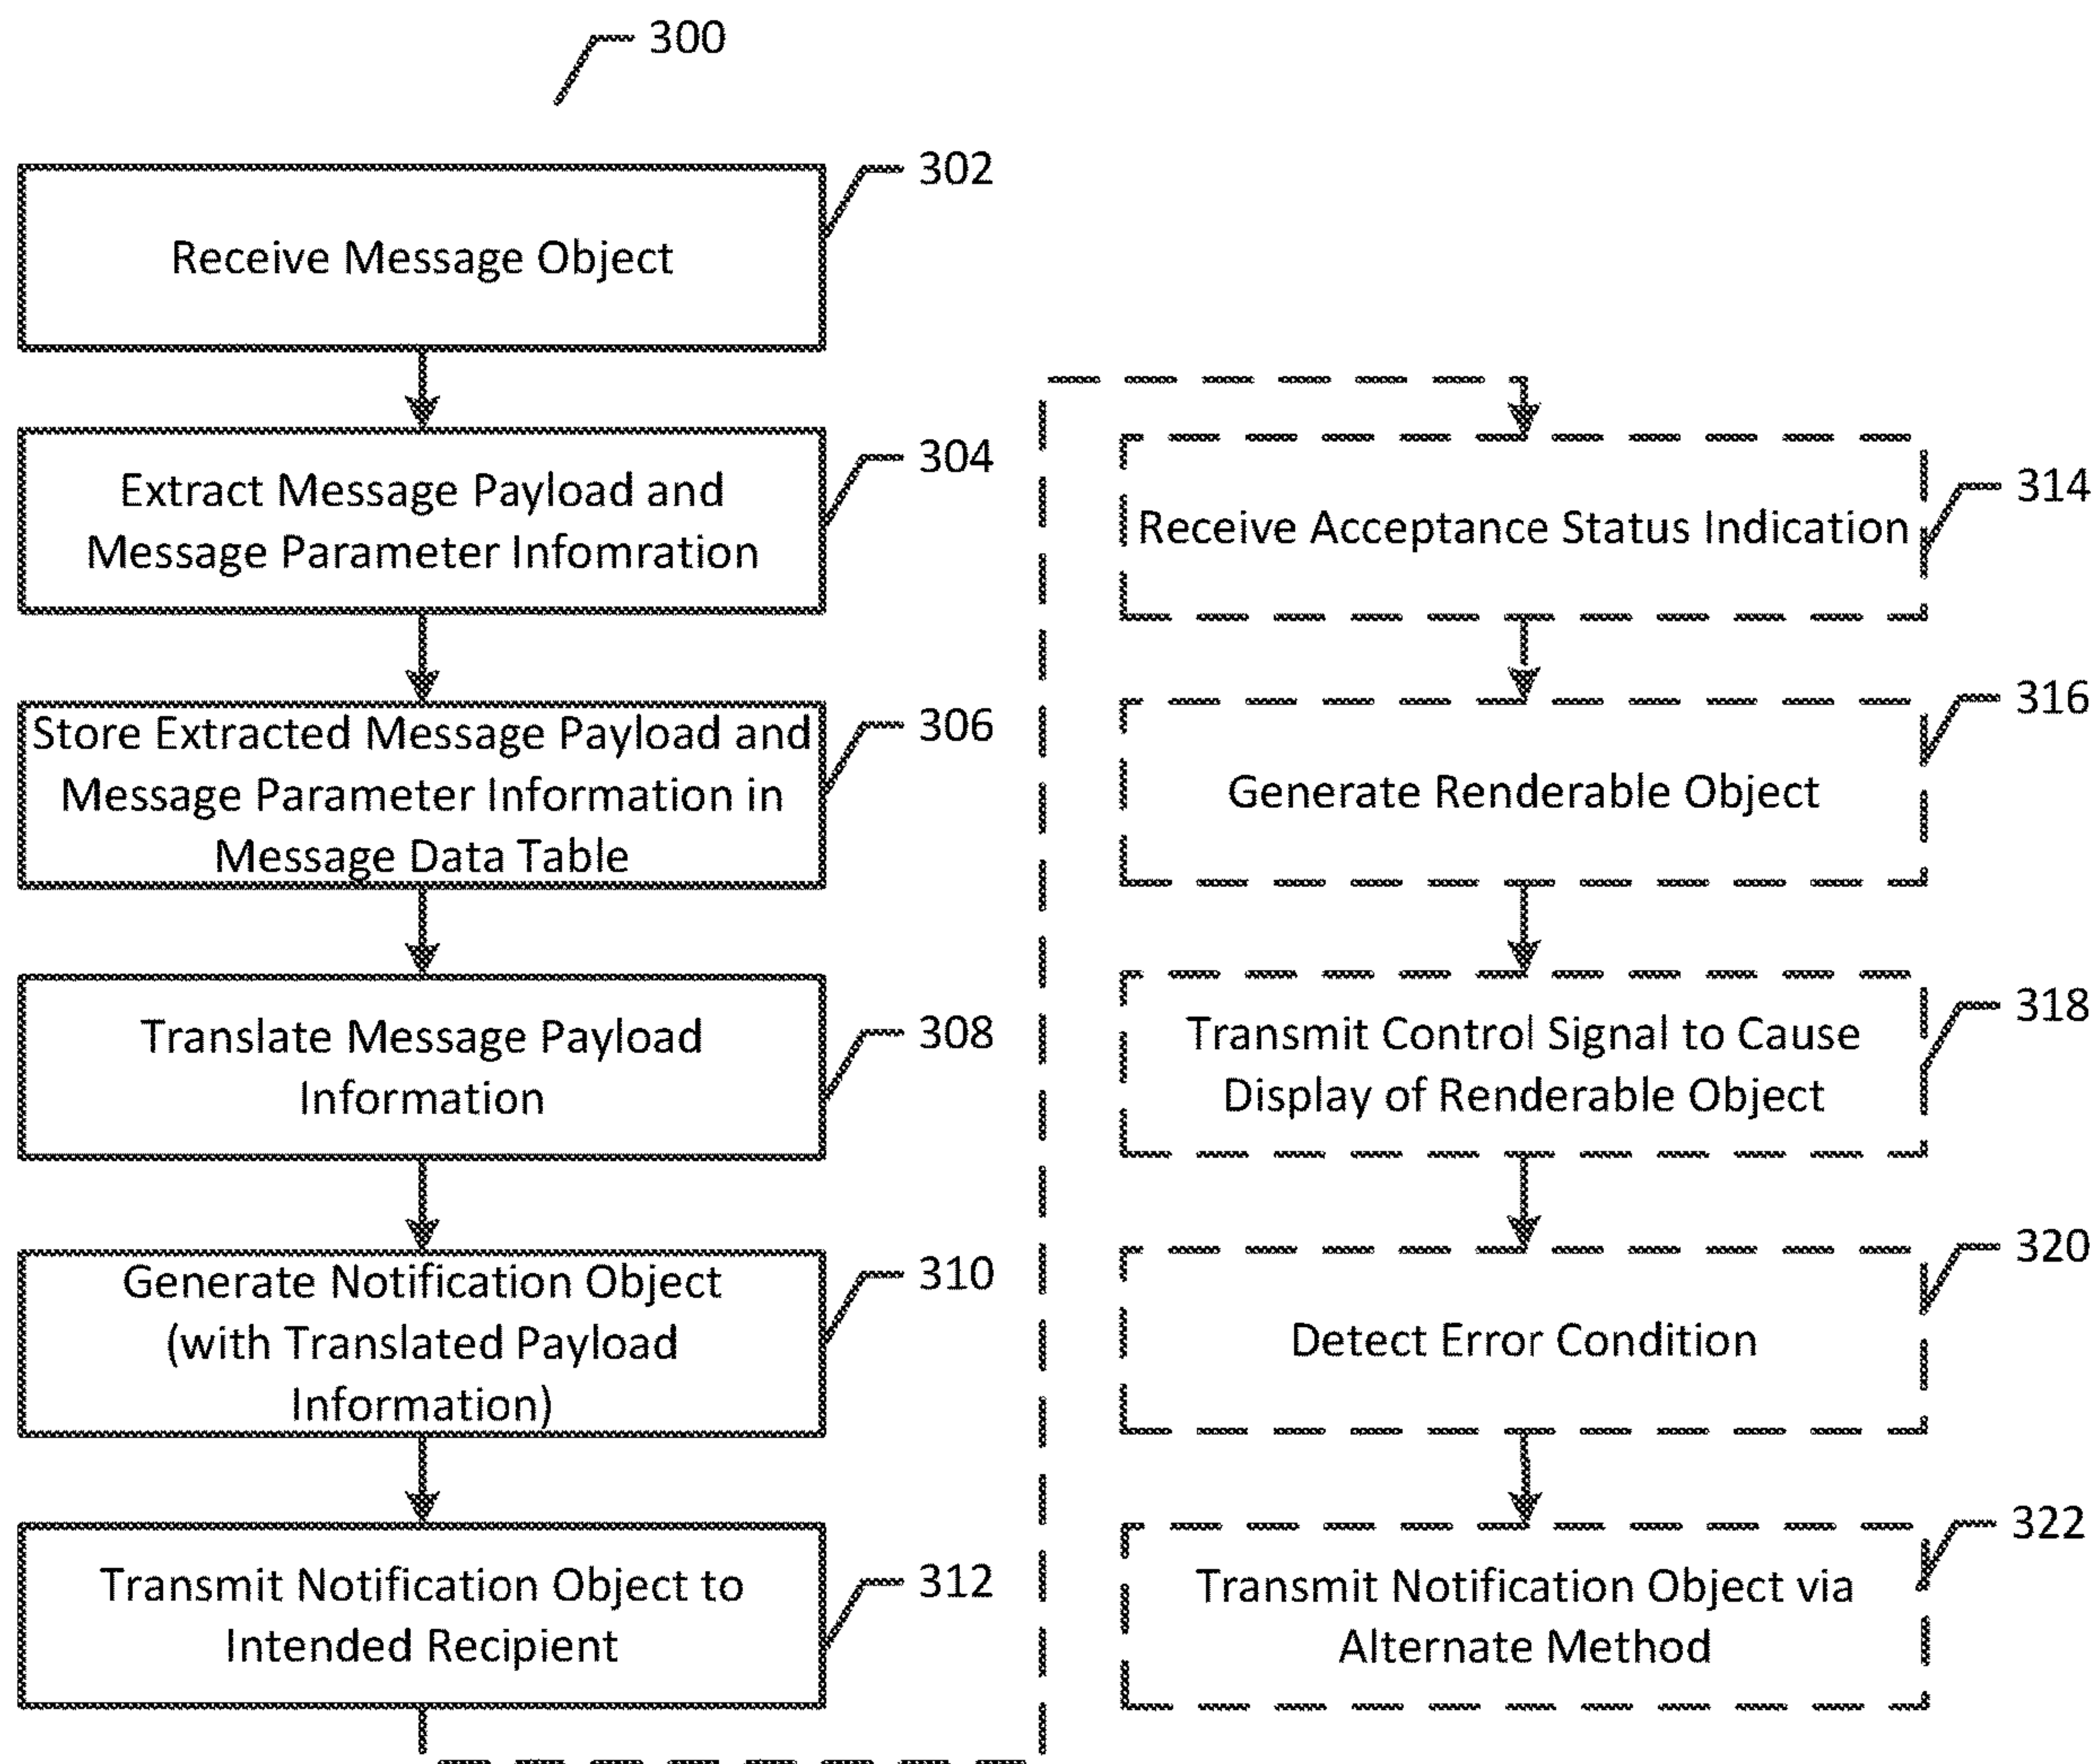 300
302
Receive Message Object
304
Extract Message Payload and
Message Parameter Infomration
306
Store Extracted Message Payload and
Message Parameter Information in
Message Data Table
308
Translate Message Payload
Information
310
Generate Notification Object
(with Translated Payload
Information)
312
Transmit Notification Object to
Intended Recipient
314
Receive Acceptance Status Indication
316
Generate Renderable Object
318
Transmit Control Signal to Cause
Display of Renderable Object
320
Detect Error Condition
322
Transmit Notification Object via
Alternate Method